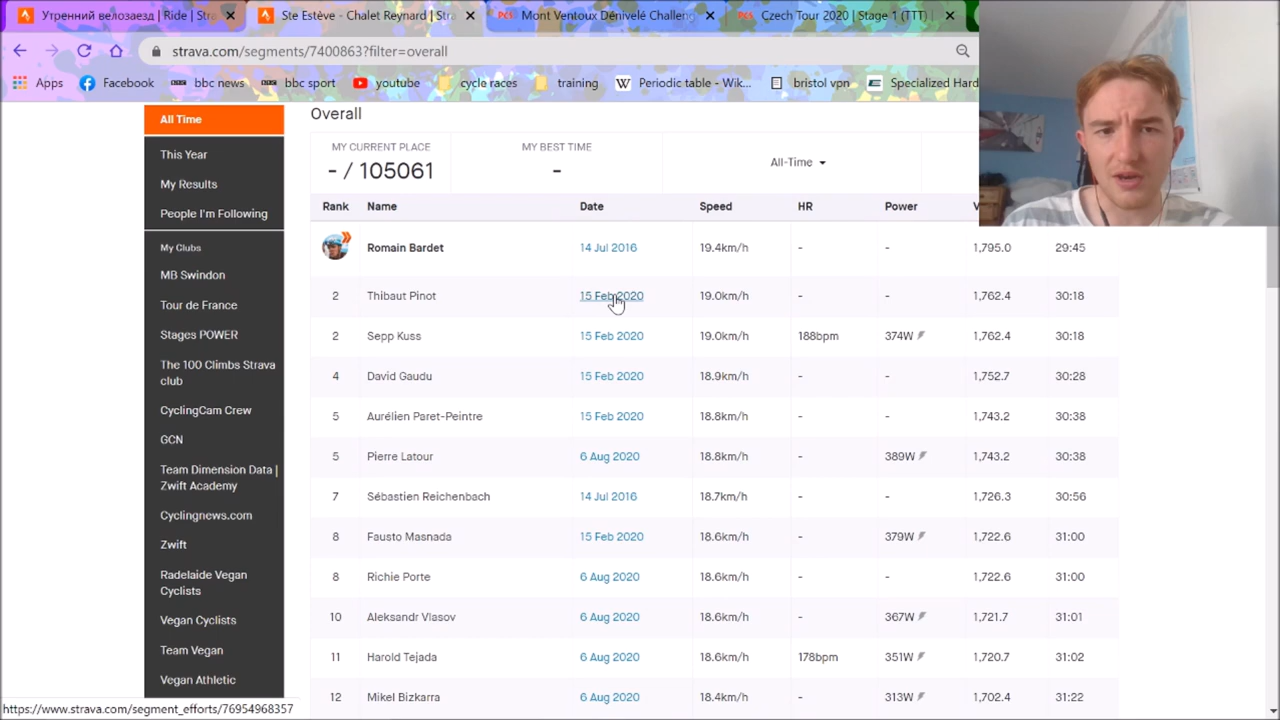 Утренний велозаезд | Ride | Stra
Ste Estève - Chalet Reynard | Stra
Mont Ventoux Dénivelé Challeng
Czech Tour 2020 | Stage 1 (TTT) |
strava.com/segments/7400863?filter=overall
Apps
Facebook
bbc news
bbc sport
youtube
cycle races
training
Periodic table - Wik...
bristol vpn
Specialized Hard
All Time
This Year
My Results
People I'm Following
My Clubs
MB Swindon
Tour de France
Stages POWER
The 100 Climbs Strava
club
CyclingCam Crew
GCN
Team Dimension Data |
Zwift Academy
Cyclingnews.com
Zwift
Radelaide Vegan
Cyclists
Vegan Cyclists
Team Vegan
Vegan Athletic
Overall
MY CURRENT PLACE
- / 105061
MY BEST TIME
-
All-Time
Rank Name Date Speed HR Power V
Romain Bardet 14 Jul 2016 19.4km/h - - 1,795.0 29:45
2 Thibaut Pinot 15 Feb 2020 19.0km/h - - 1,762.4 30:18
2 Sepp Kuss 15 Feb 2020 19.0km/h 188bpm 374W 1,762.4 30:18
4 David Gaudu 15 Feb 2020 18.9km/h - - 1,752.7 30:28
5 Aurélien Paret-Peintre 15 Feb 2020 18.8km/h - - 1,743.2 30:38
5 Pierre Latour 6 Aug 2020 18.8km/h - 389W 1,743.2 30:38
7 Sébastien Reichenbach 14 Jul 2016 18.7km/h - - 1,726.3 30:56
8 Fausto Masnada 15 Feb 2020 18.6km/h - 379W 1,722.6 31:00
8 Richie Porte 6 Aug 2020 18.6km/h - - 1,722.6 31:00
10 Aleksandr Vlasov 6 Aug 2020 18.6km/h - 367W 1,721.7 31:01
11 Harold Tejada 6 Aug 2020 18.6km/h 178bpm 351W 1,720.7 31:02
12 Mikel Bizkarra 6 Aug 2020 18.4km/h - 313W 1,702.4 31:22
https://www.strava.com/segment_efforts/76954968357